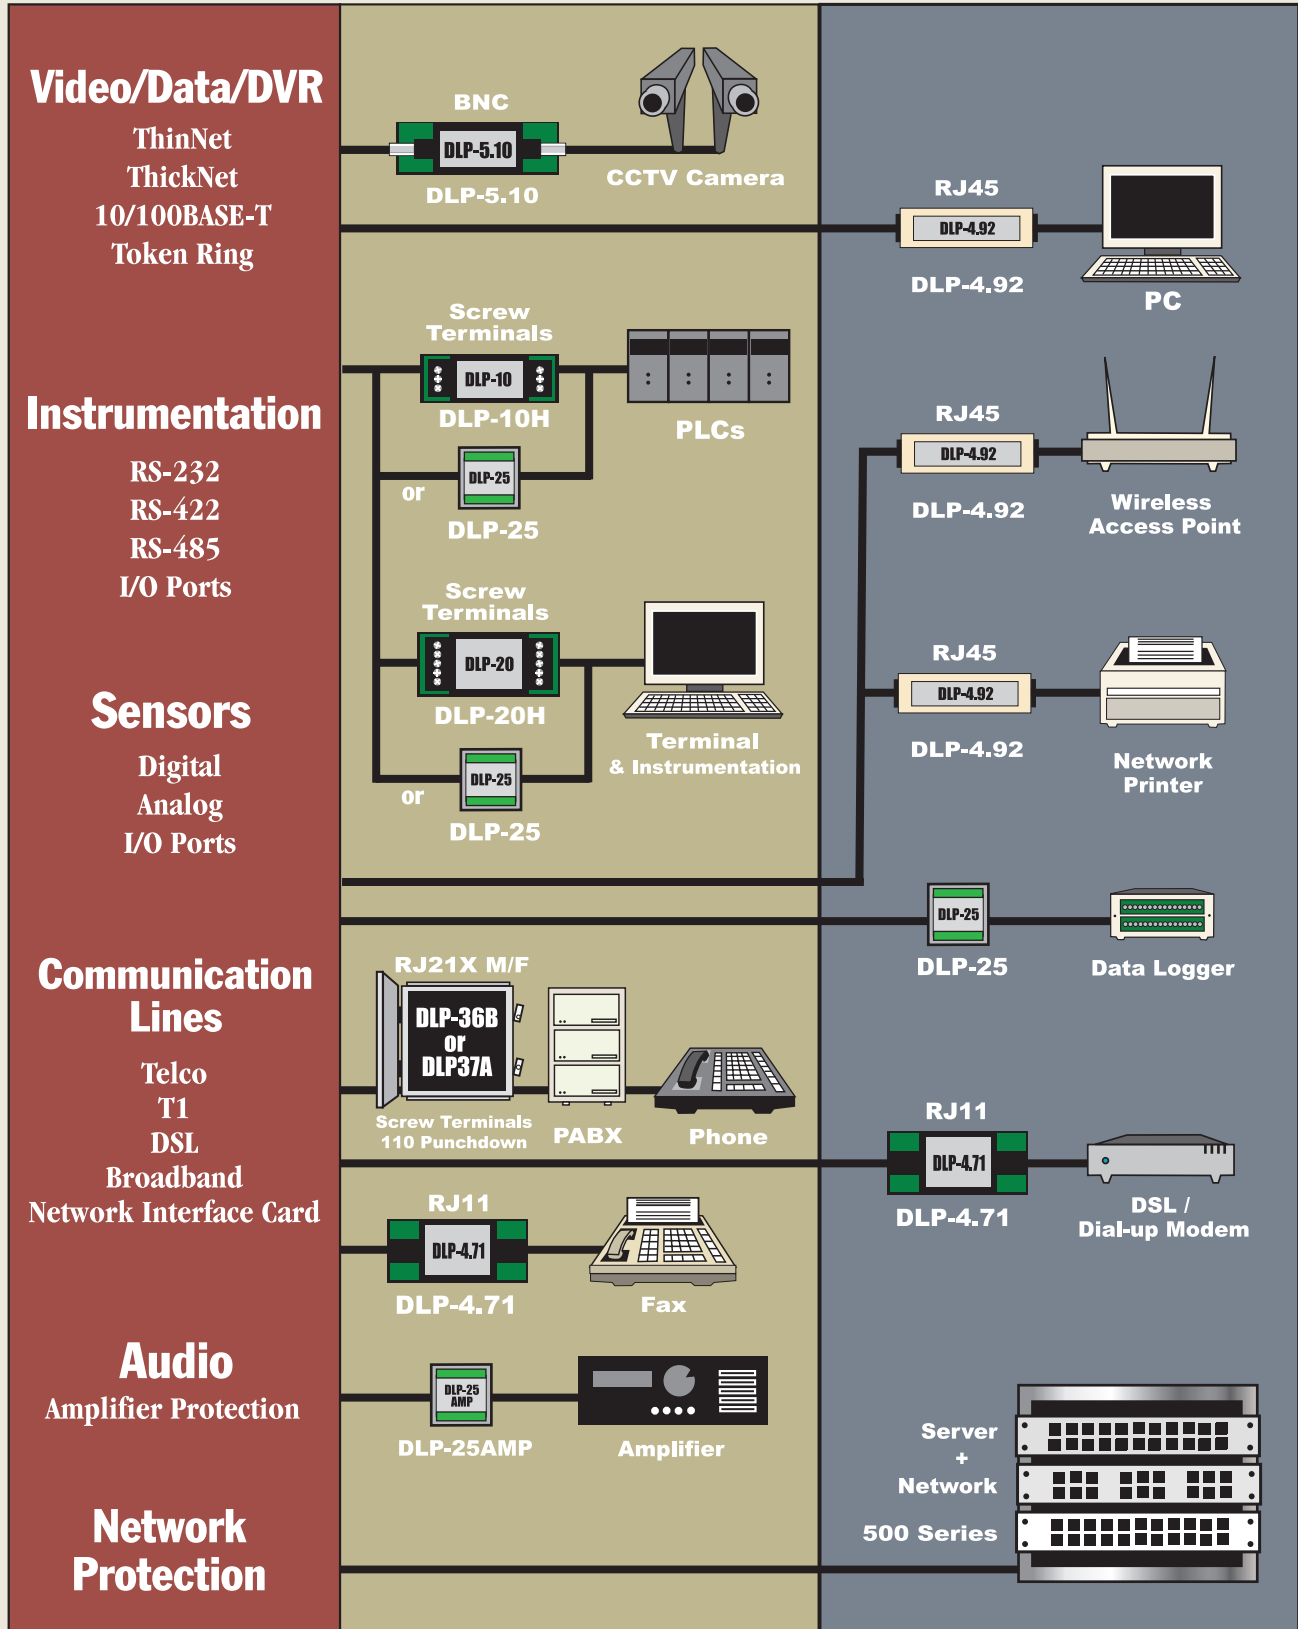 Video/Data/DVR
ThinNet
ThickNet
10/100BASE-T
Token Ring
Instrumentation
RS-232
RS-422
RS-485
I/O Ports
Sensors
Digital
Analog
I/O Ports
Communication
Lines
Telco
T1
DSL
Broadband
Network Interface Card
Audio
Amplifier Protection
Network
Protection
BNC
DLP-5.10
DLP-5.10
CCTV Camera
Screw
Terminals
DLP-10
DLP-10H
PLCs
DLP-25
or
DLP-25
Screw
Terminals
DLP-20
DLP-20H
Terminal
& Instrumentation
DLP-25
or
DLP-25
RJ21X M/F
DLP-36B
or
DLP37A
Screw Terminals
110 Punchdown
PABX
Phone
RJ11
DLP-4.71
DLP-4.71
Fax
DLP-25
AMP
DLP-25AMP
Amplifier
RJ45
DLP-4.92
DLP-4.92
PC
RJ45
DLP-4.92
DLP-4.92
Wireless
Access Point
RJ45
DLP-4.92
DLP-4.92
Network
Printer
DLP-25
DLP-25
Data Logger
RJ11
DLP-4.71
DLP-4.71
DSL /
Dial-up Modem
Server
+
Network
500 Series